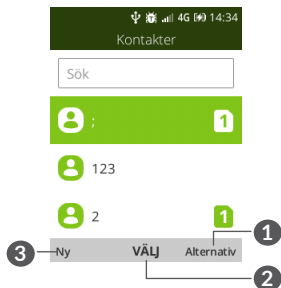 4G 14:34
Kontakter
Sök
; 1
123
2 1
Ny VÄLJ Alternativ
1
2
3